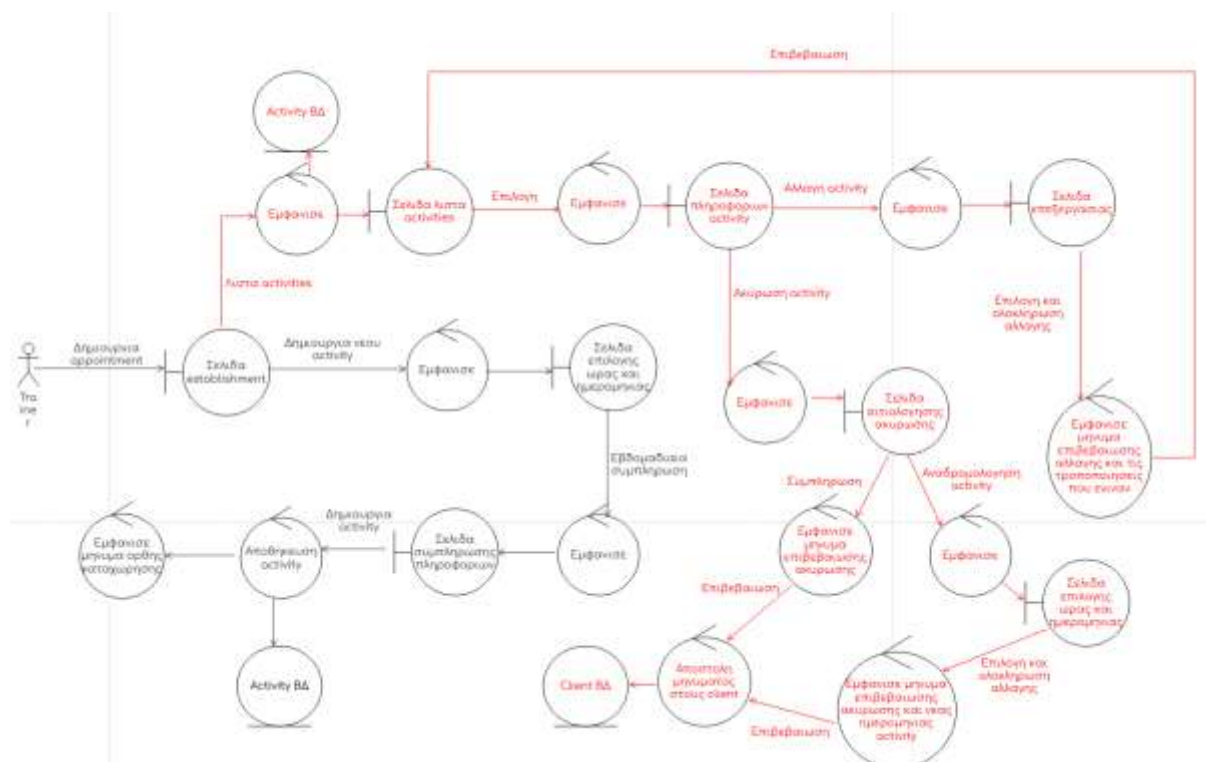 Επιβεβαιωση
Activity ΒΔ
Εμφανισε
Σελιδα λιστα
activities
Επιλογη
Εμφανισε
Σελιδα
πληροφοριων
activity
Αλλαγη activity
Εμφανισε
Σελιδα
επεξεργασιας
Λιστα activities
Ακυρωση activity
Επιλογη και
ολοκληρωση
αλλαγης
Trainer
Δημιουργια
appointment
Σελιδα
establishment
Δημιουργια νεου
activity
Εμφανισε
Σελιδα
επιλογης
ωρας και
ημερομηνιας
Εμφανισε
Σελιδα
αιτιολογησης
ακυρωσης
Εμφανισε
μηνυμα
επιβεβαιωσης
αλλαγης και τις
τροποποιησεις
που εγιναν
Εβδομαδιαια
συμπληρωση
Συμπληρωση
Αναδρομολογηση
activity
Εμφανισε
μηνυμα ορθης
καταχωρησης
Αποθηκευση
activity
Δημιουργια
activity
Σελιδα
συμπληρωσης
πληροφοριων
Εμφανισε
Εμφανισε
μηνυμα
επιβεβαιωσης
ακυρωσης
Εμφανισε
Σελιδα
επιλογης
ωρας και
ημερομηνιας
Επιβεβαιωση
Activity ΒΔ
Client ΒΔ
Αποστολη
μηνυματος
στους client
Επιλογη και
ολοκληρωση
αλλαγης
Εμφανισε μηνυμα
επιβεβαιωσης
ακυρωσης και νεας
ημερομηνιας
activity
Επιβεβαιωση